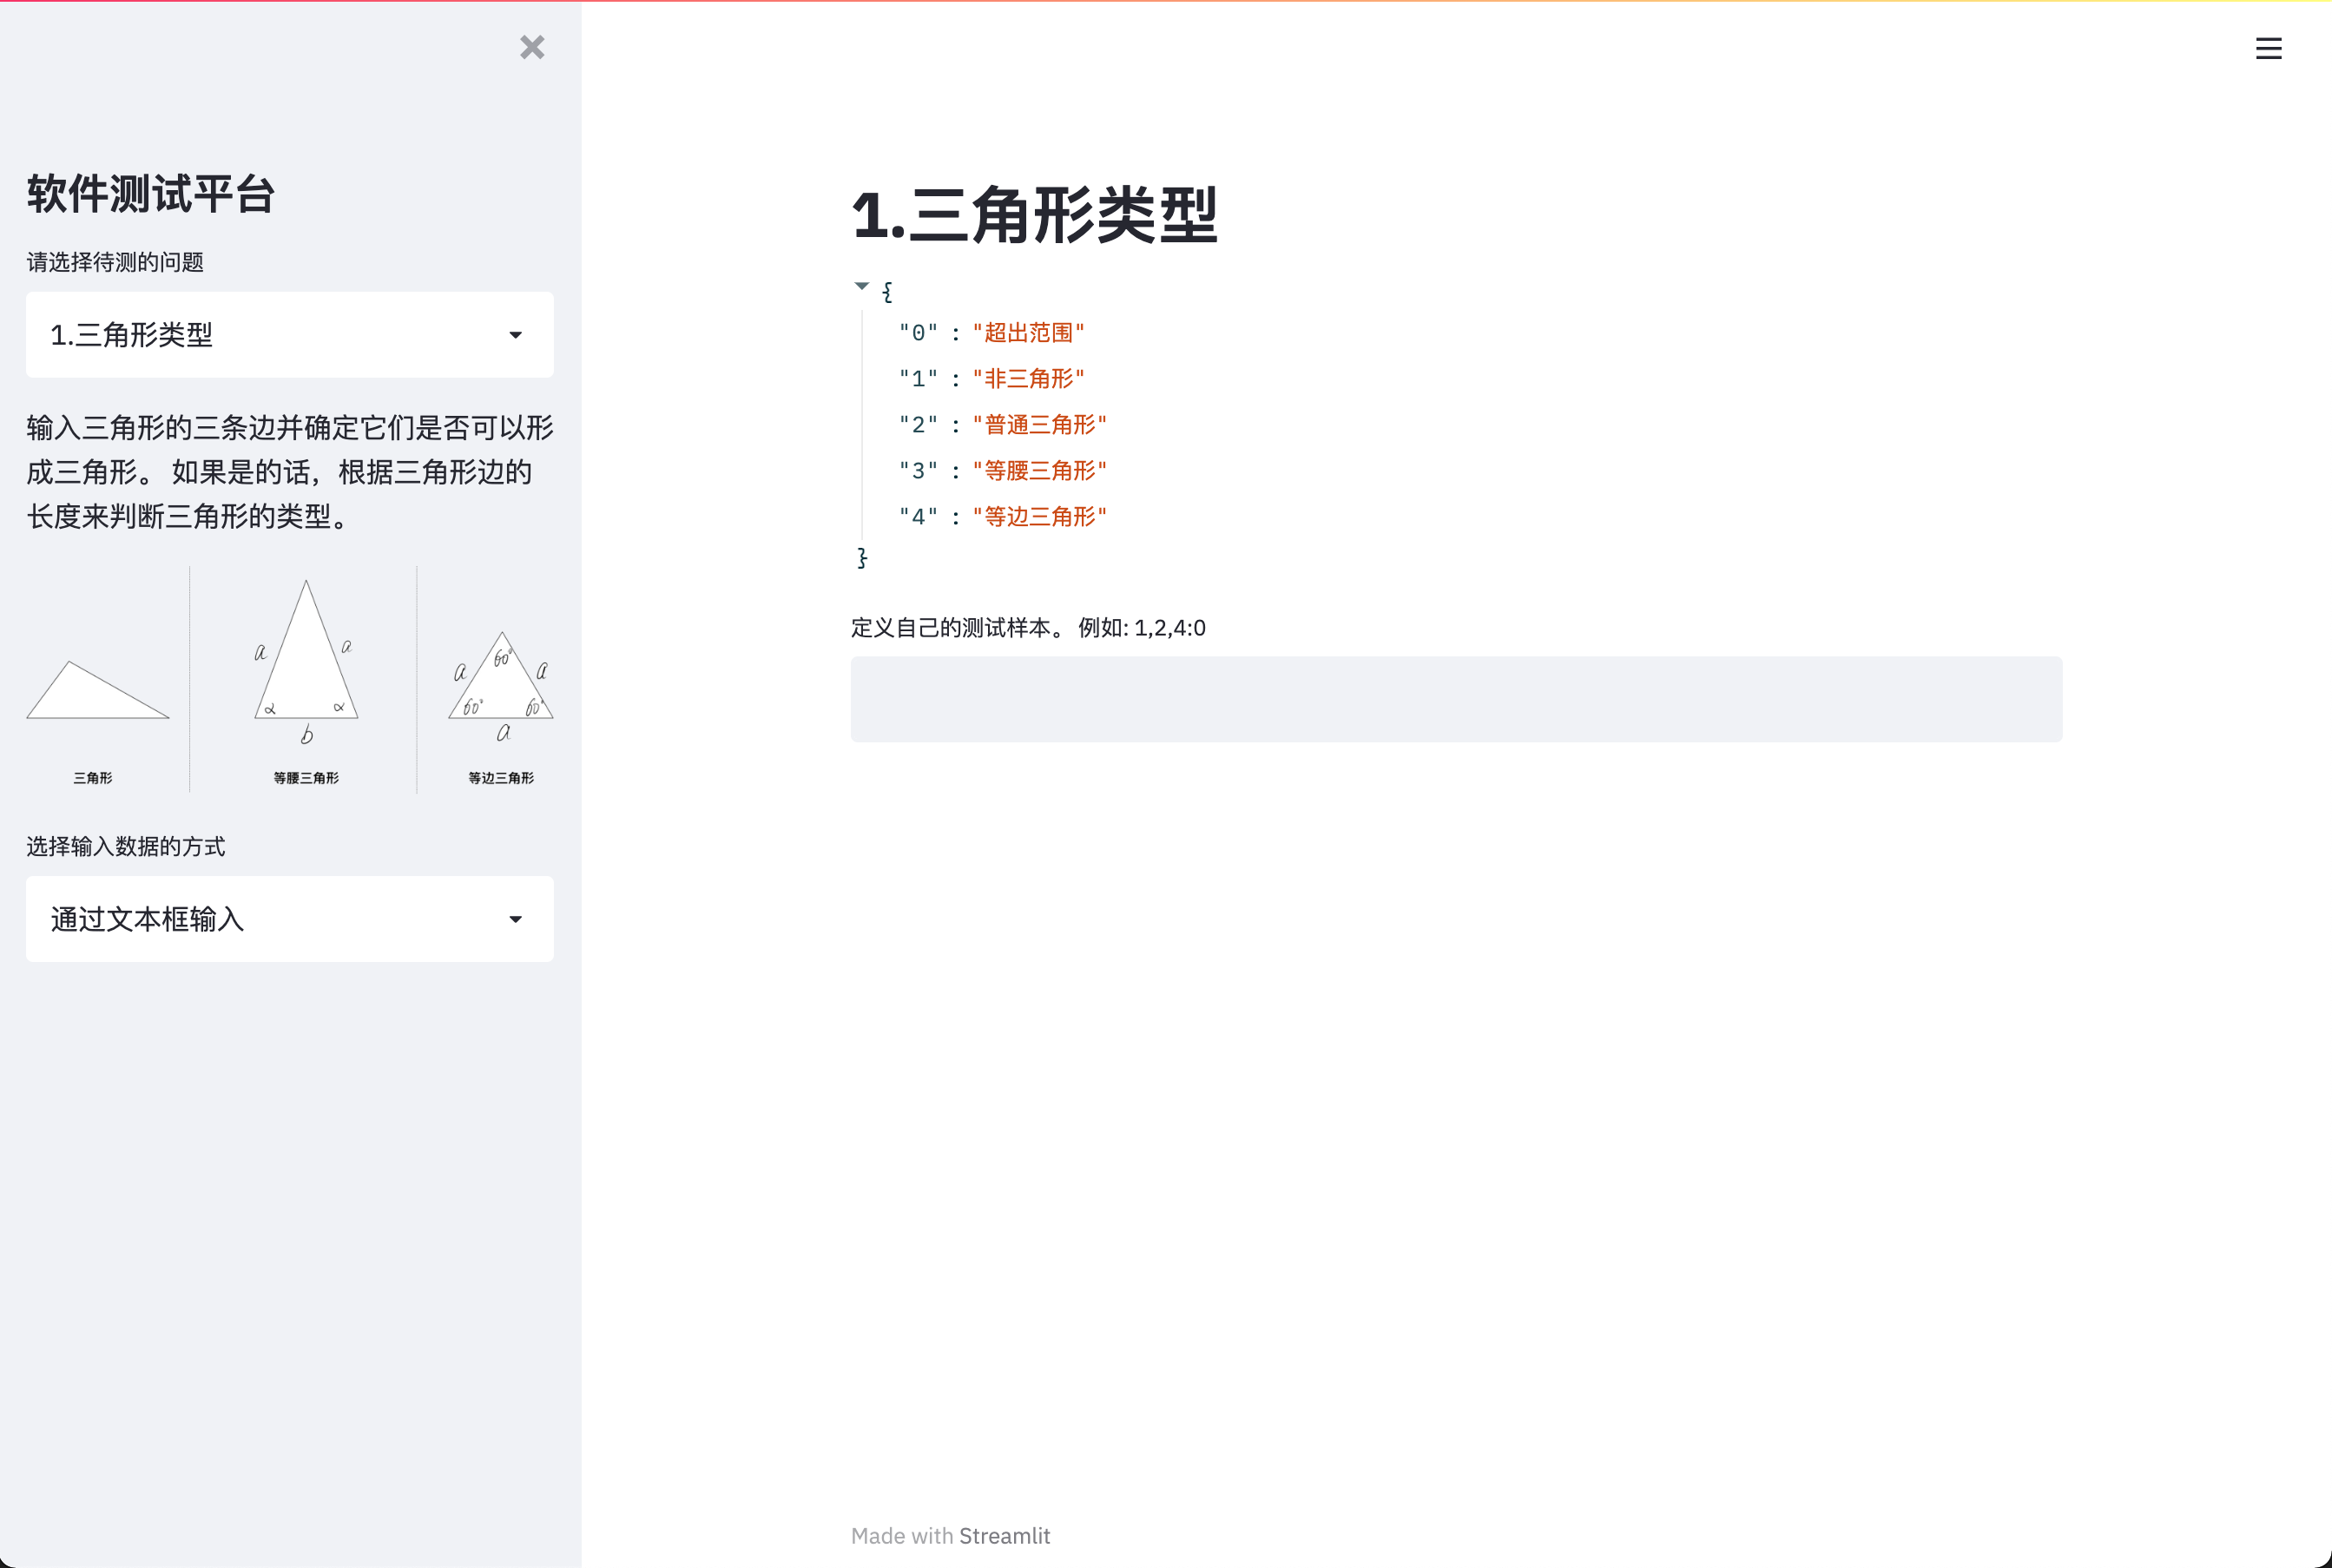 软件测试平台
请选择待测的问题
1.三角形类型
输入三角形的三条边并确定它们是否可以形
成三角形。 如果是的话，根据三角形边的
长度来判断三角形的类型。
a
a
α
α
b
三角形
等腰三角形
a
60°
a
60°
60°
a
等边三角形
选择输入数据的方式
通过文本框输入
1.三角形类型
{
"0" : "超出范围"
"1" : "非三角形"
"2" : "普通三角形"
"3" : "等腰三角形"
"4" : "等边三角形"
}
定义自己的测试样本。 例如: 1,2,4:0
Made with Streamlit